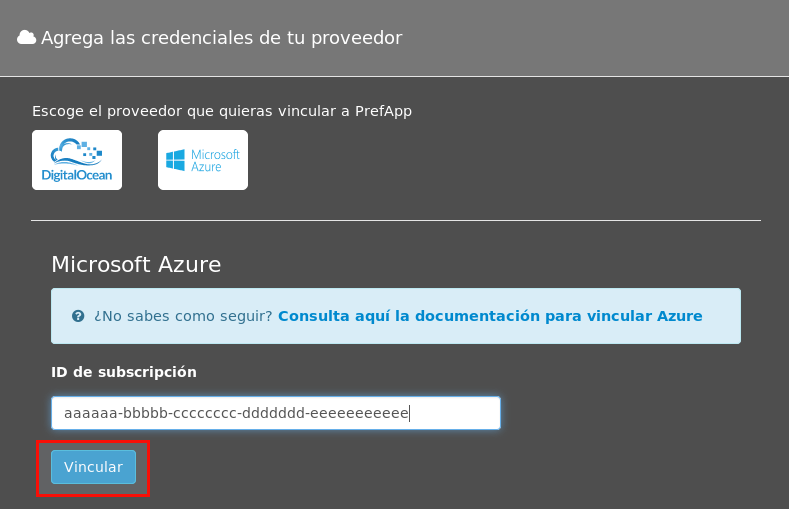 Agrega las credenciales de tu proveedor
Escoge el proveedor que quieras vincular a PrefApp
DigitalOcean
Microsoft
Azure
Microsoft Azure
¿No sabes como seguir? Consulta aquí la documentación para vincular Azure
ID de subscripción
aaaaaa-bbbbb-cccccccc-ddddddd-eeeeeeeeeee
Vincular